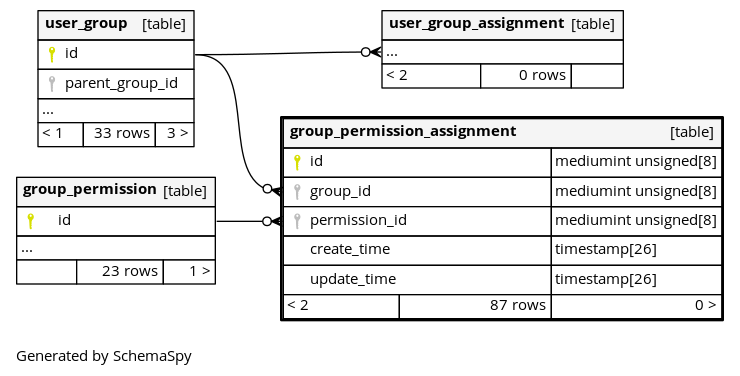 user_group [table]
id
parent_group_id
...
< 1 33 rows 3 >
user_group_assignment [table]
...
< 2 0 rows
group_permission_assignment [table]
id mediumint unsigned[8]
group_id mediumint unsigned[8]
permission_id mediumint unsigned[8]
create_time timestamp[26]
update_time timestamp[26]
< 2 87 rows 0 >
group_permission [table]
id
...
23 rows 1 >
Generated by SchemaSpy